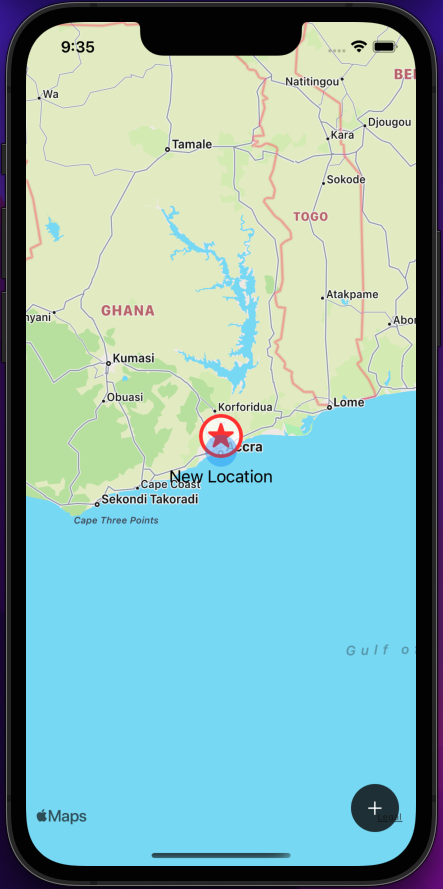 9:35
Natitingou
BE
Wa
Djougou
Kara
Tamale
Sokode
TOGO
Atakpame
GHANA
nyani
Abo
Kumasi
Obuasi
Lome
Korforidua
ccra
New Location
Cape Coast
Sekondi Takoradi
Cape Three Points
Gulf o
Maps
+
Legal